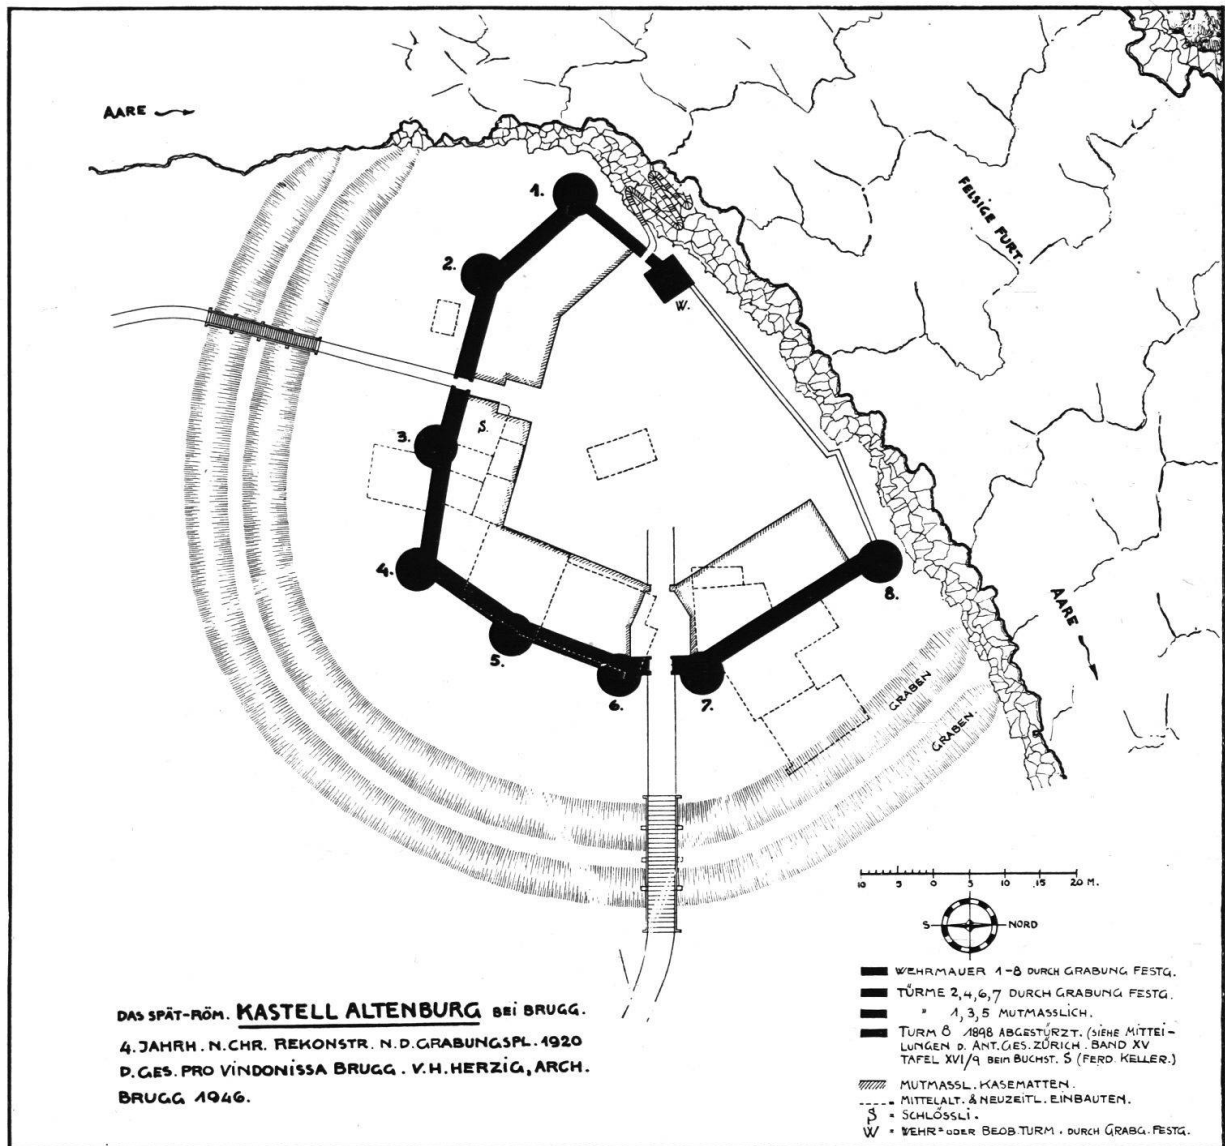 AARE
1.
2.
W.
FELSIGE FURT.
3.
S.
4.
5.
6.
7.
8.
AARE
GRABEN
GRABEN.
10 5 0 5 10 15 20 M.
S NORD
WEHRMAUER 1-8 DURCH GRABUNG FESTG.
TÜRME 2,4,6,7 DURCH GRABUNG FESTG.
" 1,3,5 MUTMASSLICH.
TURM 8 1898 ABGESTÜRZT. (SIEHE MITTEI-
LUNGEN D. ANT.GES.ZÜRICH. BAND XV
TAFEL XVI/9 BEIM BUCHST. S (FERD. KELLER.)
MUTMASSL. KASEMATTEN.
MITTELALT. & NEUZEITL. EINBAUTEN.
S = SCHLÖSSLI.
W = WEHR= ODER BEOB.TURM. DURCH GRABG. FESTG.
DAS SPÄT-RÖM. KASTELL ALTENBURG BEI BRUGG.
4. JAHRH. N. CHR. REKONSTR. N.D.GRABUNGSPL. 1920
D.GES. PRO VINDONISSA BRUGG. V.H.HERZIG, ARCH.
BRUGG 1946.